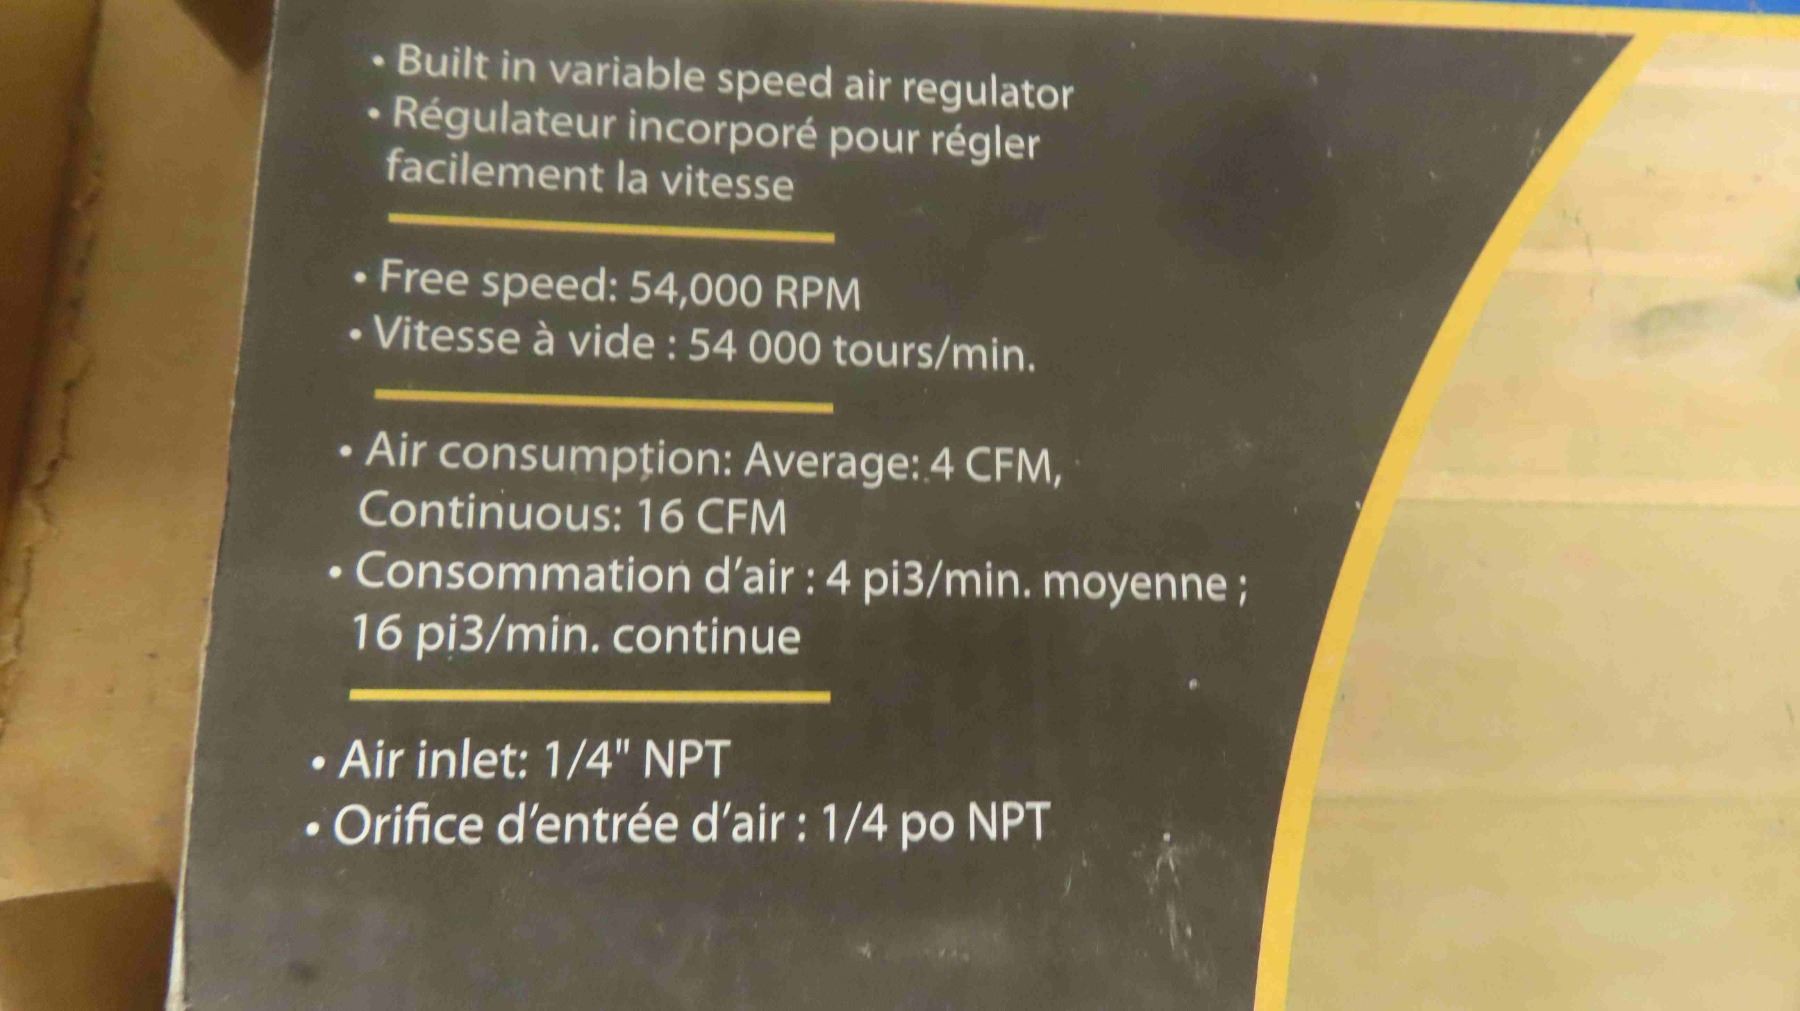 • Built in variable speed air regulator
• Régulateur incorporé pour régler
facilement la vitesse
• Free speed: 54,000 RPM
• Vitesse à vide : 54 000 tours/min.
• Air consumption: Average: 4 CFM,
Continuous: 16 CFM
• Consommation d'air : 4 pi3/min. moyenne ;
16 pi3/min. continue
• Air inlet: 1/4" NPT
• Orifice d'entrée d'air : 1/4 po NPT